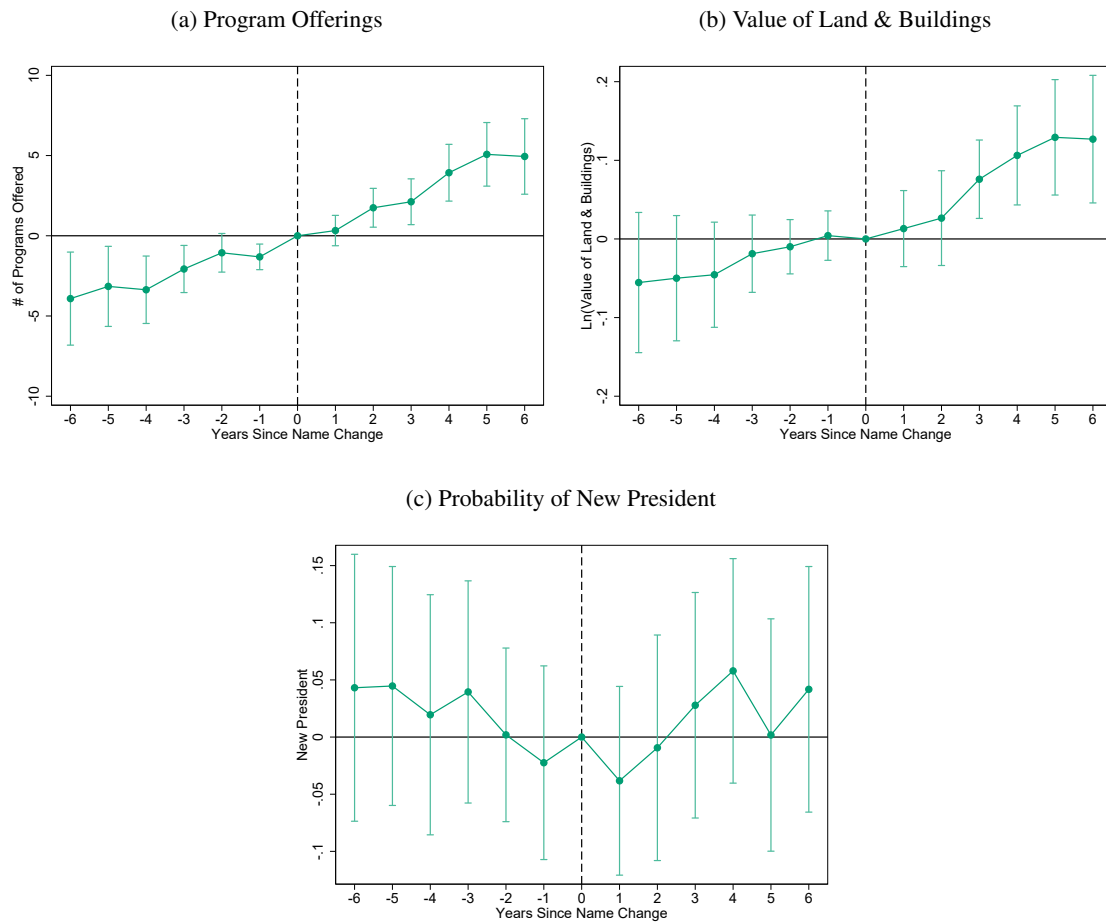 (a) Program Offerings
# of Programs Offered
10
5
0
-5
-10
-6 -5 -4 -3 -2 -1 0 1 2 3 4 5 6
Years Since Name Change
(b) Value of Land & Buildings
Ln(Value of Land & Buildings)
.2
.1
0
-.1
-.2
-6 -5 -4 -3 -2 -1 0 1 2 3 4 5 6
Years Since Name Change
(c) Probability of New President
New President
.15
.1
.05
0
-.05
-.1
-6 -5 -4 -3 -2 -1 0 1 2 3 4 5 6
Years Since Name Change